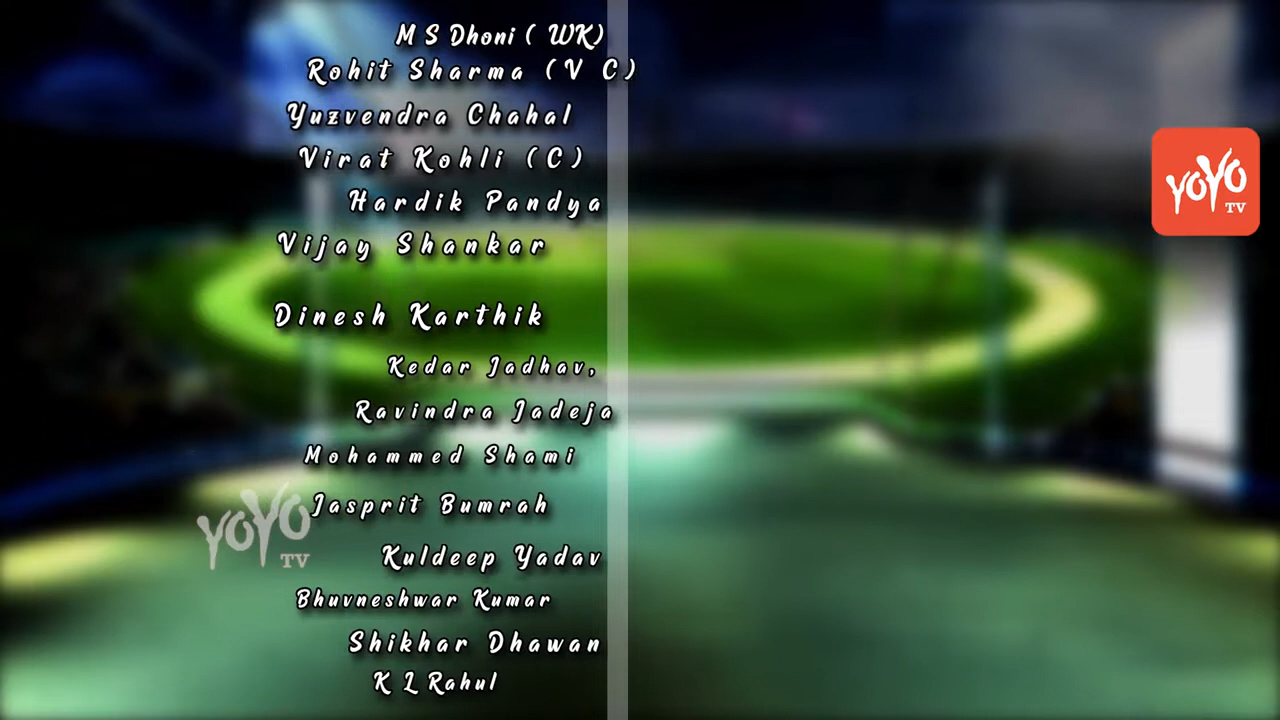 M S Dhoni ( WK)
Rohit Sharma (V C)
Yuzvendra Chahal
Virat Kohli (C)
YOYO
TV
Hardik Pandya
Vijay Shankar
Dinesh Karthik
Kedar Jadhav,
Ravindra Jadeja
Mohammed Shami
Jasprit Bumrah
YOYO
TV
Kuldeep Yadav
Bhuvneshwar Kumar
Shikhar Dhawan
K L Rahul